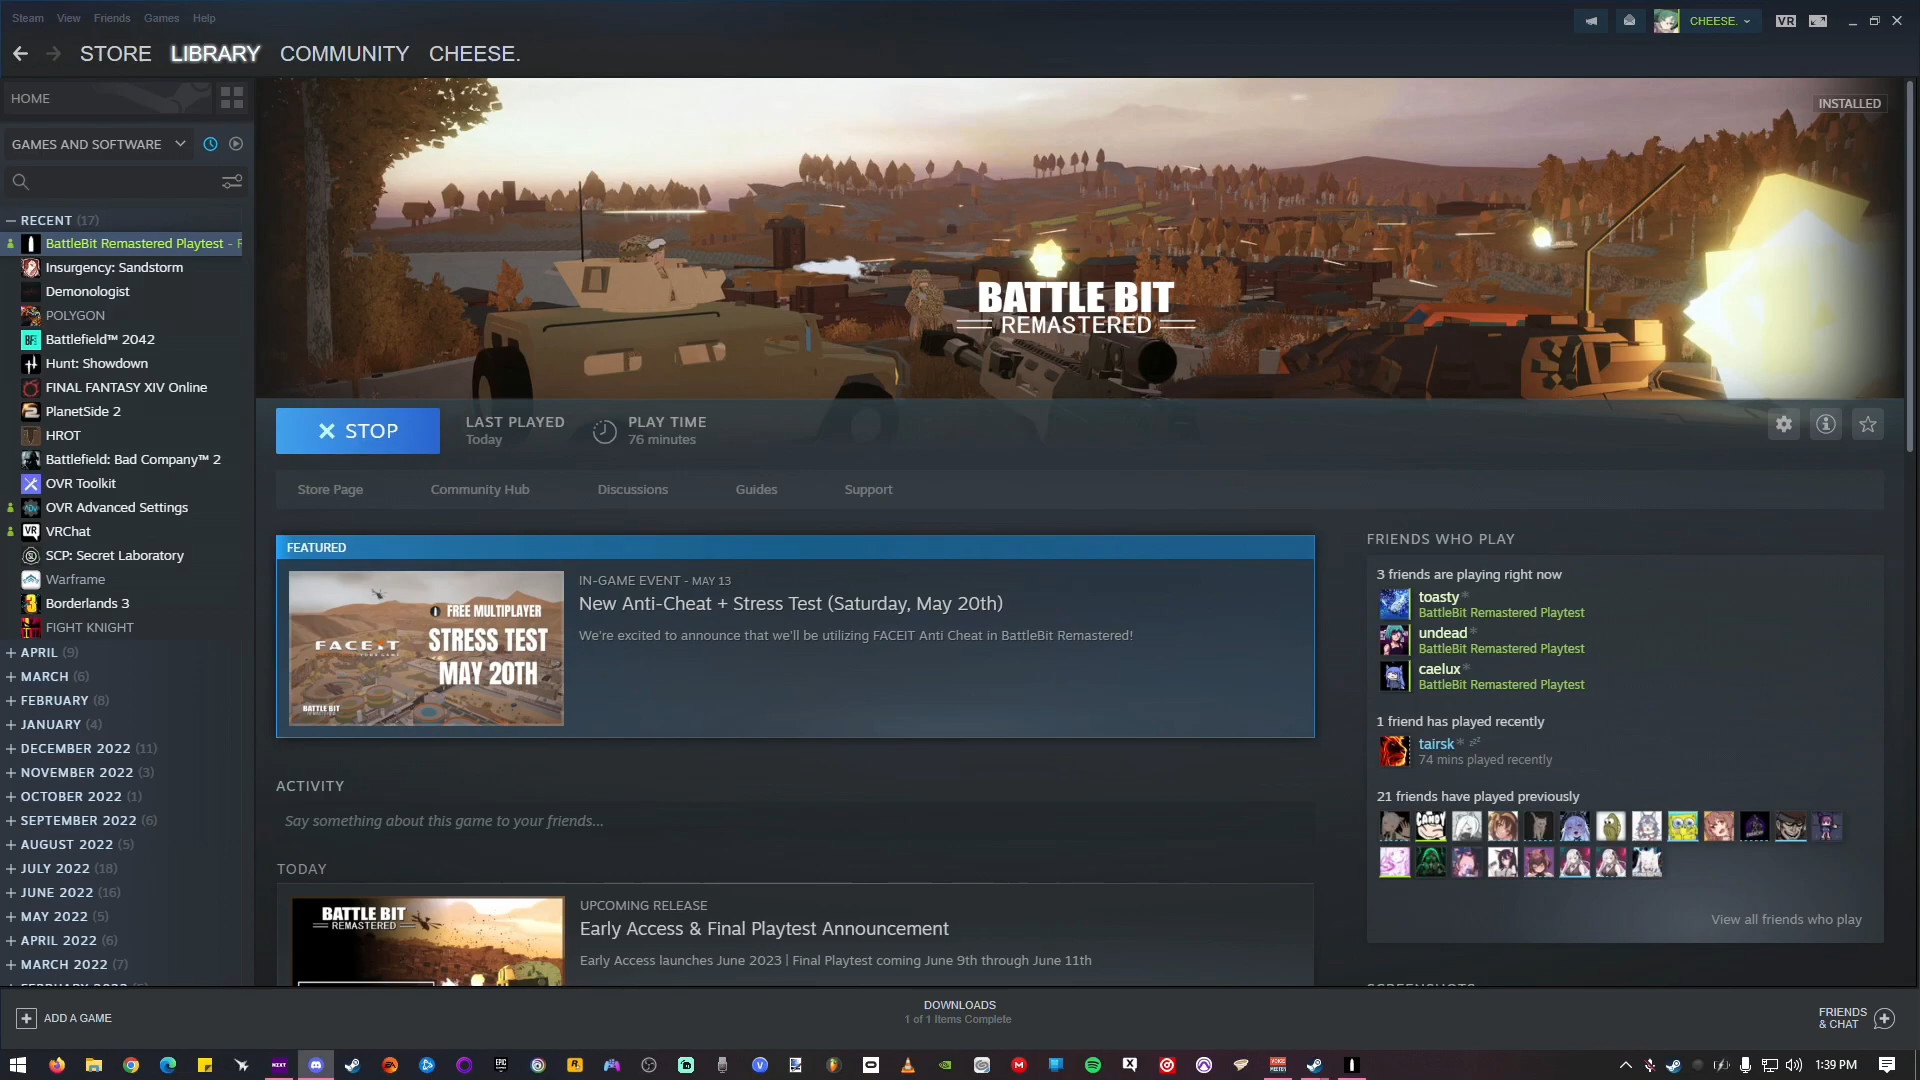 Steam View Friends Games Help
CHEESE.
VR
STORE LIBRARY COMMUNITY CHEESE.
HOME
INSTALLED
GAMES AND SOFTWARE
— RECENT (17)
BattleBit Remastered Playtest -
Insurgency: Sandstorm
Demonologist
POLYGON
Battlefield™ 2042
Hunt: Showdown
FINAL FANTASY XIV Online
PlanetSide 2
HROT
Battlefield: Bad Company™ 2
OVR Toolkit
OVR Advanced Settings
VRChat
SCP: Secret Laboratory
Warframe
Borderlands 3
FIGHT KNIGHT
+ APRIL (9)
+ MARCH (6)
+ FEBRUARY (8)
+ JANUARY (4)
+ DECEMBER 2022 (11)
+ NOVEMBER 2022 (3)
+ OCTOBER 2022 (1)
+ SEPTEMBER 2022 (6)
+ AUGUST 2022 (5)
+ JULY 2022 (18)
+ JUNE 2022 (16)
+ MAY 2022 (5)
+ APRIL 2022 (6)
+ MARCH 2022 (7)
BATTLE BIT
REMASTERED
STOP
LAST PLAYED
Today
PLAY TIME
76 minutes
Store Page Community Hub Discussions Guides Support
FEATURED
FREE MULTIPLAYER
FACEIT
STRESS TEST
MAY 20TH
BATTLE BIT
IN-GAME EVENT - MAY 13
New Anti-Cheat + Stress Test (Saturday, May 20th)
We're excited to announce that we'll be utilizing FACEIT Anti Cheat in BattleBit Remastered!
ACTIVITY
Say something about this game to your friends...
TODAY
BATTLE BIT
REMASTERED
UPCOMING RELEASE
Early Access & Final Playtest Announcement
Early Access launches June 2023 | Final Playtest coming June 9th through June 11th
FRIENDS WHO PLAY
3 friends are playing right now
toasty *
BattleBit Remastered Playtest
undead *
BattleBit Remastered Playtest
caelux *
BattleBit Remastered Playtest
1 friend has played recently
tairsk * zzz
74 mins played recently
21 friends have played previously
CANDY
View all friends who play
ADD A GAME
DOWNLOADS
1 of 1 Items Complete
FRIENDS
& CHAT
NEXT
EPIC
1:39 PM